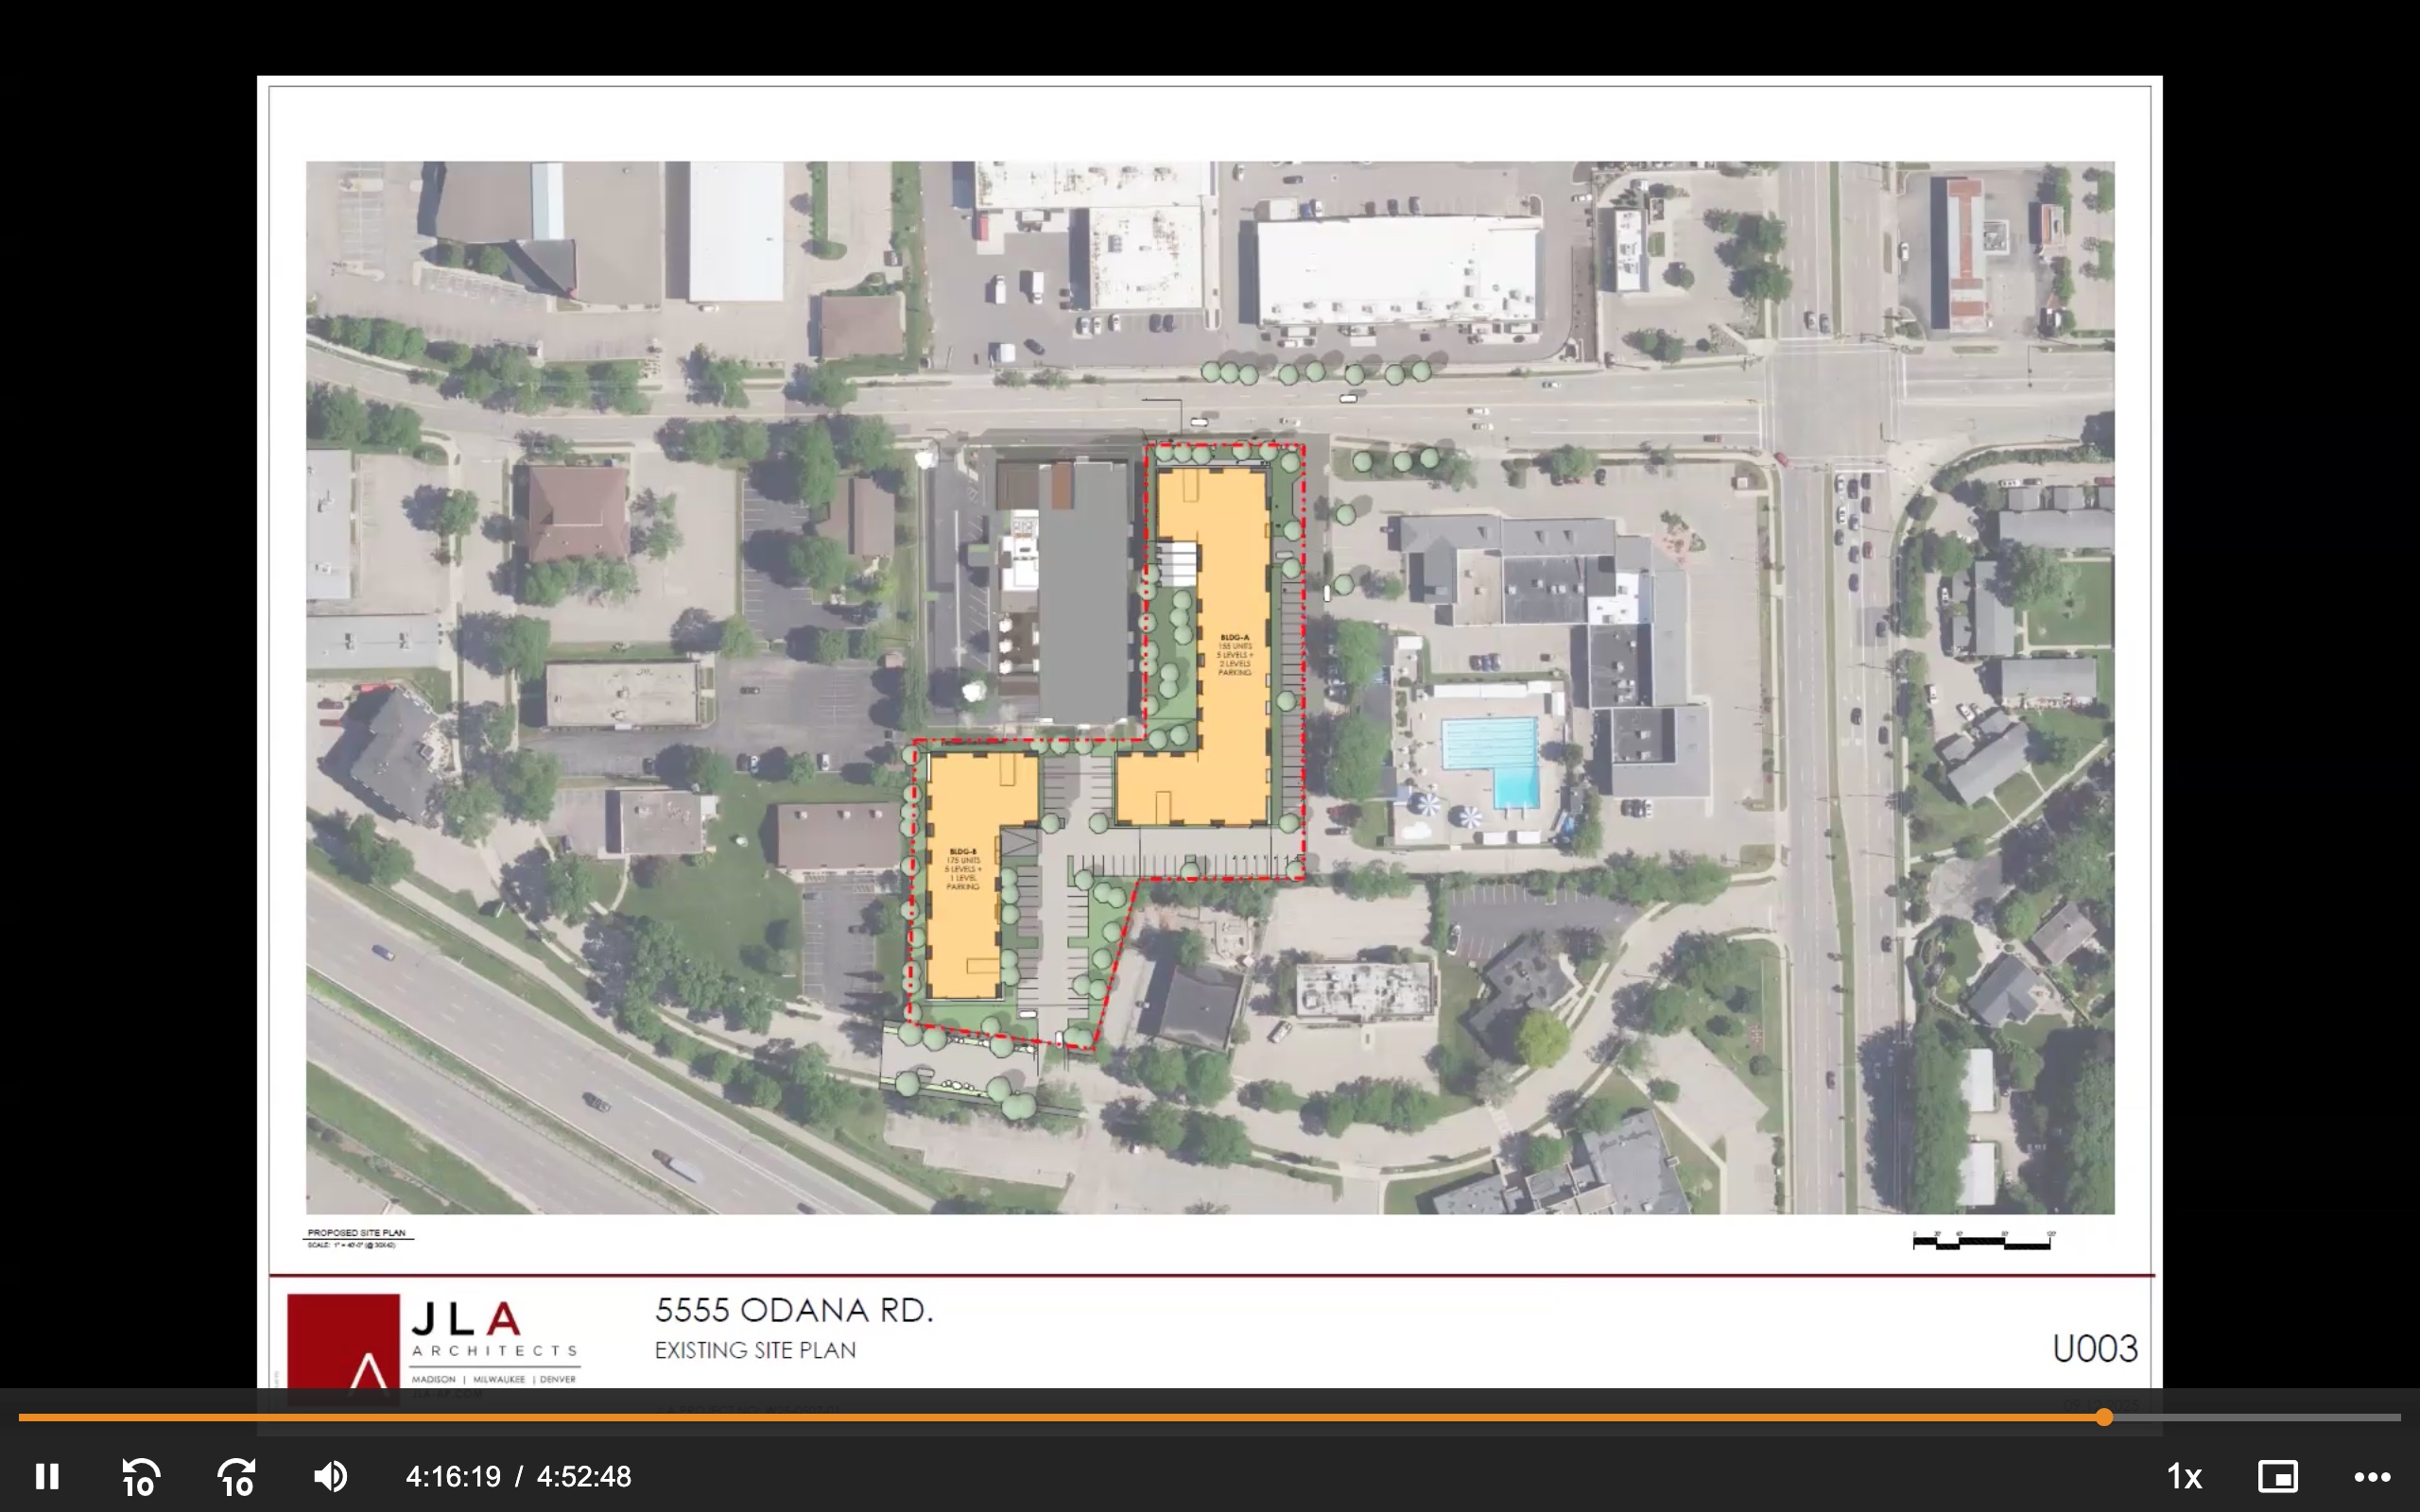 BLDG-A
155 UNITS
5 LEVELS +
2 LEVELS
PARKING
BLDG-B
175 UNITS
5 LEVELS +
1 LEVEL
PARKING
PROPOSED SITE PLAN
SCALE: 1" = 40'-0" (@ 30X42)
JLA
ARCHITECTS
MADISON | MILWAUKEE | DENVER
5555 ODANA RD.
EXISTING SITE PLAN
U003
10
10
4:16:19 / 4:52:48
1x